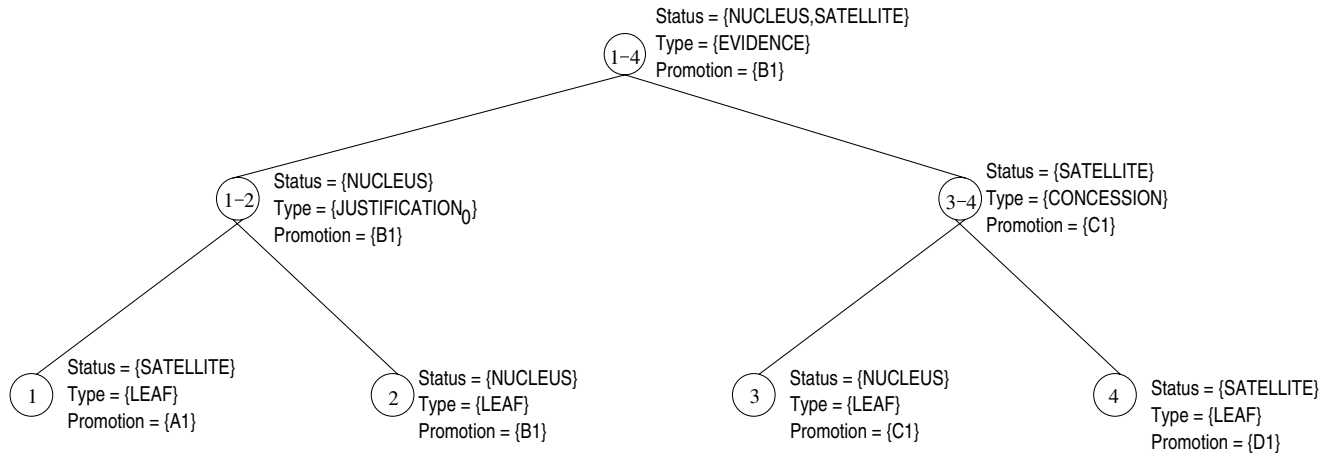 Status = {NUCLEUS,SATELLITE}
Type = {EVIDENCE}
Promotion = {B1}
1−4
Status = {NUCLEUS}
Type = {JUSTIFICATION0}
Promotion = {B1}
1−2
Status = {SATELLITE}
Type = {CONCESSION}
Promotion = {C1}
3−4
Status = {SATELLITE}
Type = {LEAF}
Promotion = {A1}
1
Status = {NUCLEUS}
Type = {LEAF}
Promotion = {B1}
2
Status = {NUCLEUS}
Type = {LEAF}
Promotion = {C1}
3
Status = {SATELLITE}
Type = {LEAF}
Promotion = {D1}
4